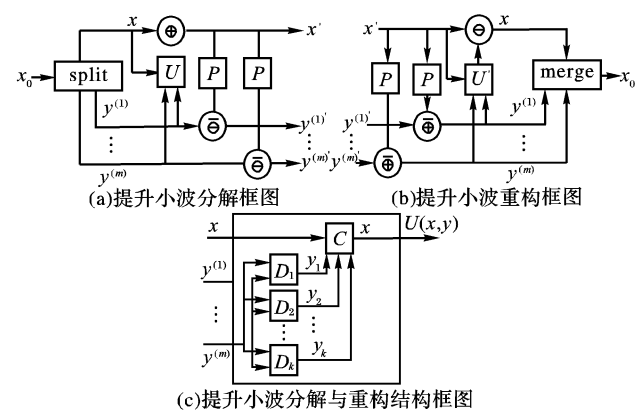 x ⊕ x'
x₀ split U P P
y⁽¹⁾ ⊖ y⁽¹⁾'
⋮ ⋮
y⁽ᵐ⁾ ⊖ y⁽ᵐ⁾'
(a)提升小波分解框图
x' ⊖ x
P P U' merge x₀
y⁽¹⁾' ⊕ y⁽¹⁾
⋮ ⋮
y⁽ᵐ⁾' ⊕ y⁽ᵐ⁾
(b)提升小波重构框图
x C x U(x,y)
y⁽¹⁾ D₁ y₁
⋮ D₂ y₂
⋮ ⋮
y⁽ᵐ⁾ Dₖ yₖ
(c)提升小波分解与重构结构框图